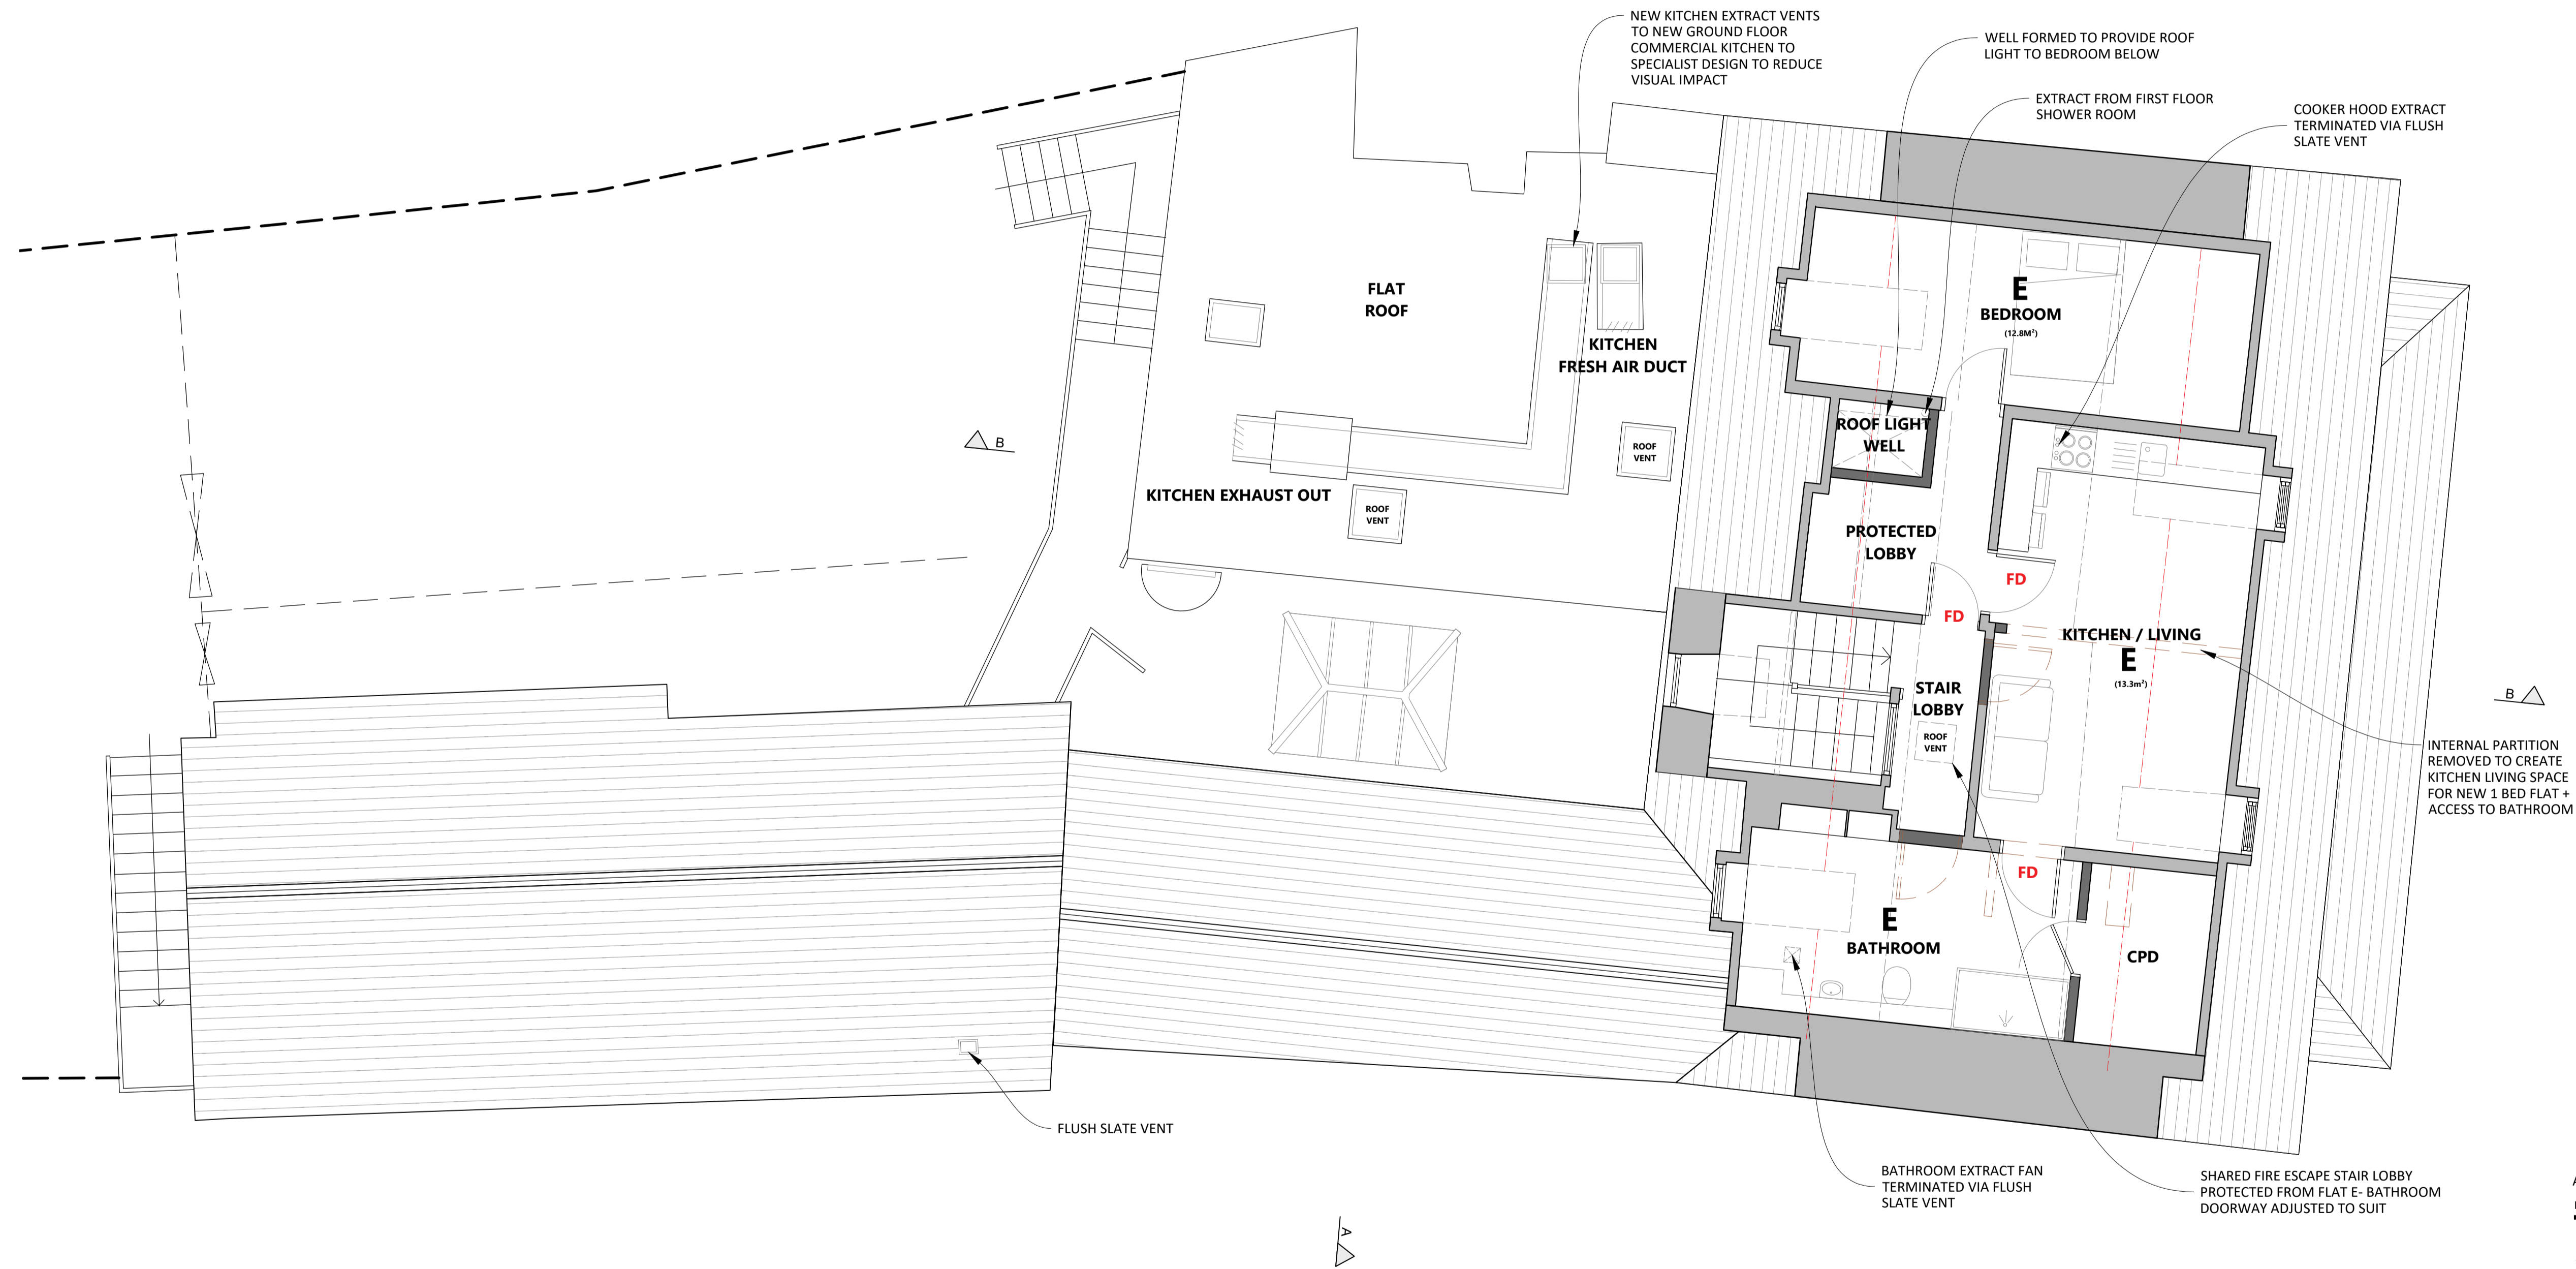 NEW KITCHEN EXTRACT VENTS
TO NEW GROUND FLOOR
COMMERCIAL KITCHEN TO
SPECIALIST DESIGN TO REDUCE
VISUAL IMPACT
WELL FORMED TO PROVIDE ROOF
LIGHT TO BEDROOM BELOW
EXTRACT FROM FIRST FLOOR
SHOWER ROOM
COOKER HOOD EXTRACT
TERMINATED VIA FLUSH
SLATE VENT
FLAT
ROOF
KITCHEN
FRESH AIR DUCT
E
BEDROOM
(12.8M²)
B
ROOF LIGHT
WELL
ROOF
VENT
KITCHEN EXHAUST OUT
ROOF
VENT
PROTECTED
LOBBY
FD
FD
KITCHEN / LIVING
E
(13.3m²)
STAIR
LOBBY
ROOF
VENT
B
INTERNAL PARTITION
REMOVED TO CREATE
KITCHEN LIVING SPACE
FOR NEW 1 BED FLAT +
ACCESS TO BATHROOM
FD
E
BATHROOM
CPD
FLUSH SLATE VENT
BATHROOM EXTRACT FAN
TERMINATED VIA FLUSH
SLATE VENT
SHARED FIRE ESCAPE STAIR LOBBY
PROTECTED FROM FLAT E- BATHROOM
DOORWAY ADJUSTED TO SUIT
A